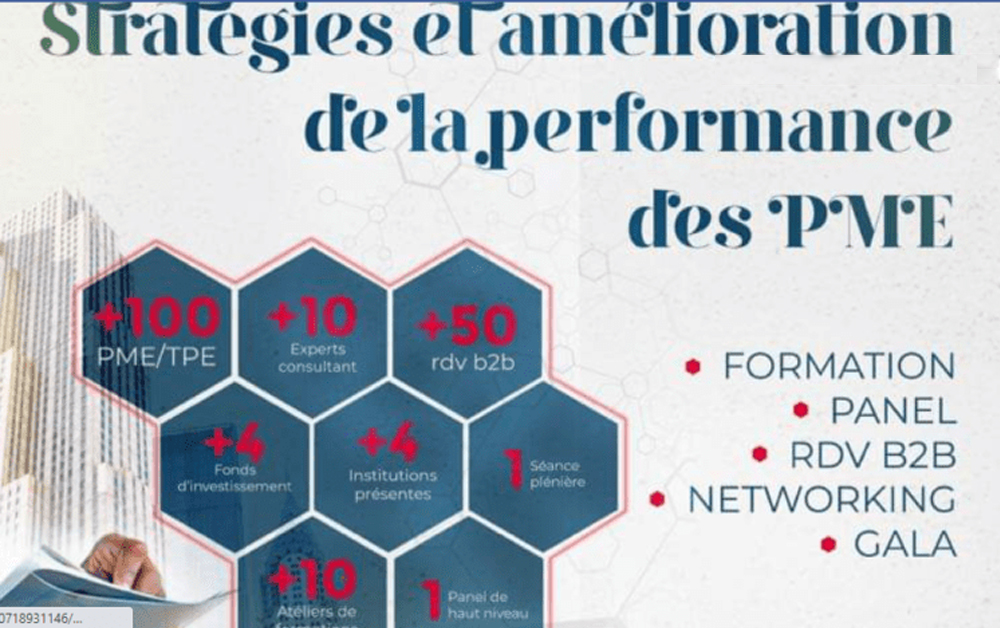 Stratégies et amélioration
de la performance
des PME
+100
PME/TPE
+10
Experts
consultant
+50
rdv b2b
+4
Fonds
d'investissement
+4
Institutions
présentes
1
Séance
plénière
+10
Atéliers de
1
Panel de
haut niveau
FORMATION
PANEL
RDV B2B
NETWORKING
GALA
0718931146/...